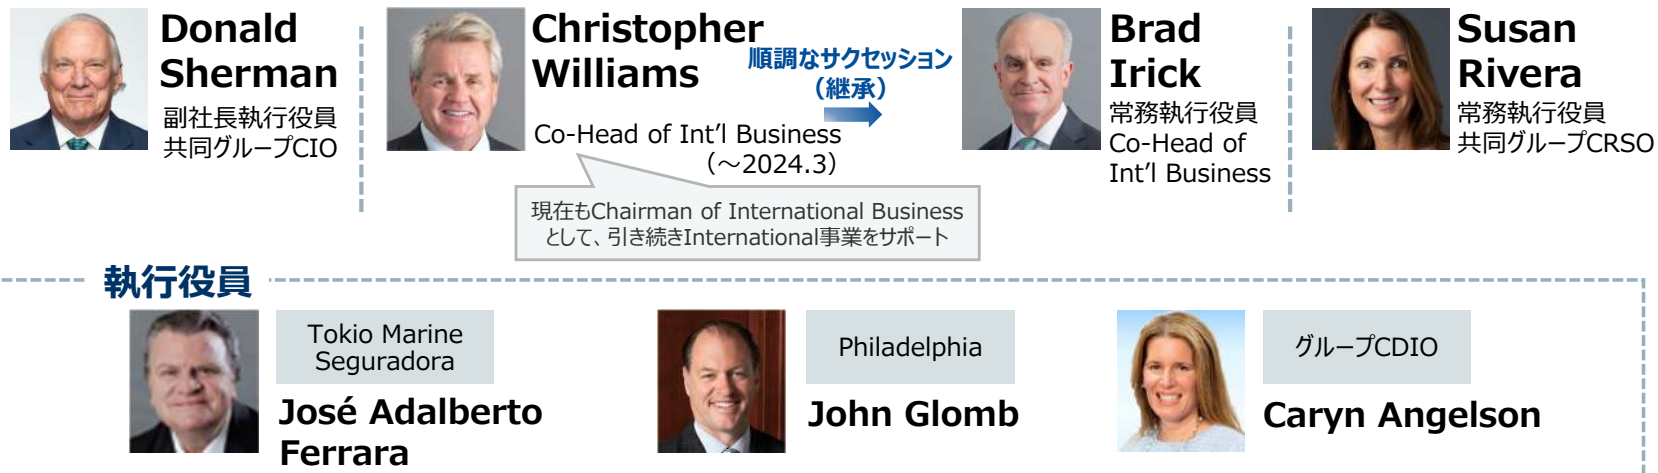 Donald
Sherman
副社長執行役員
共同グループCIO
Christopher
Williams
Co-Head of Int'l Business
（～2024.3）
順調なサクセッション
（継承）
現在もChairman of International Business
として、引き続きInternational事業をサポート
Brad
Irick
常務執行役員
Co-Head of
Int'l Business
Susan
Rivera
常務執行役員
共同グループCRSO
執行役員
Tokio Marine
Seguradora
José Adalberto
Ferrara
Philadelphia
John Glomb
グループCDIO
Caryn Angelson